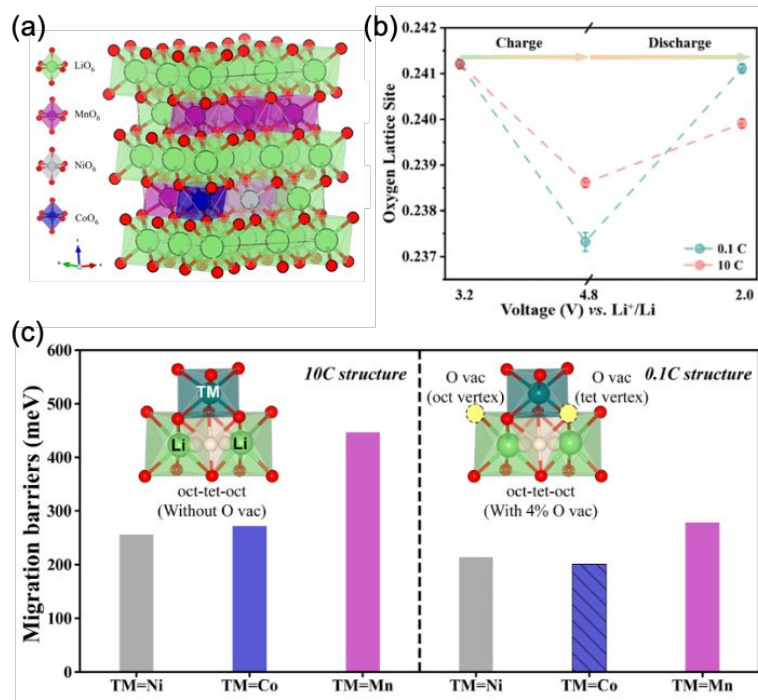 (a)
LiO6
MnO6
NiO6
CoO6
(b)
0.242
0.241
0.240
0.239
0.238
0.237
Oxygen Lattice Site
Charge
Discharge
0.1 C
10 C
3.2
4.8
2.0
Voltage (V) vs. Li+/Li
(c)
600
500
400
300
200
100
0
Migration barriers (meV)
10C structure
TM
Li
Li
oct-tet-oct
(Without O vac)
0.1C structure
O vac
(oct vertex)
O vac
(tet vertex)
oct-tet-oct
(With 4% O vac)
TM=Ni
TM=Co
TM=Mn
TM=Ni
TM=Co
TM=Mn